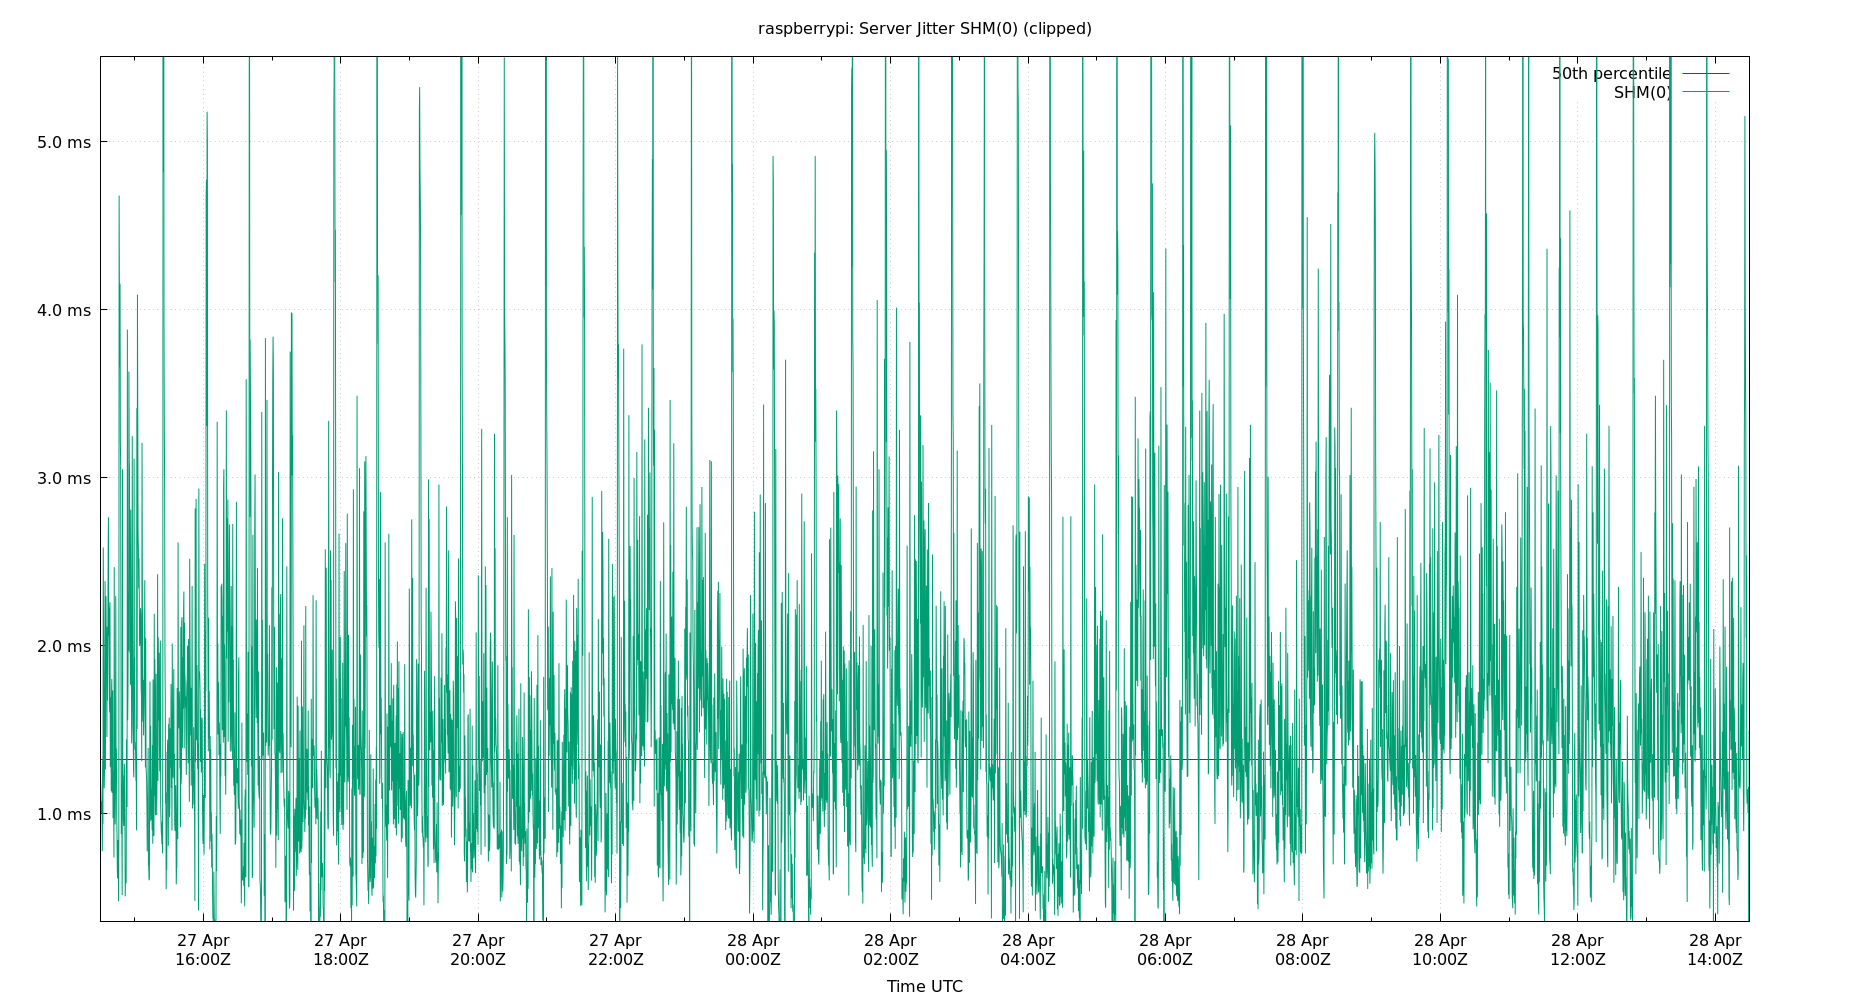 raspberrypi: Server Jitter SHM(0) (clipped)
50th percentile
SHM(0)
5.0 ms
4.0 ms
3.0 ms
2.0 ms
1.0 ms
27 Apr 27 Apr 27 Apr 27 Apr 28 Apr 28 Apr 28 Apr 28 Apr 28 Apr 28 Apr 28 Apr 28 Apr
16:00Z 18:00Z 20:00Z 22:00Z 00:00Z 02:00Z 04:00Z 06:00Z 08:00Z 10:00Z 12:00Z 14:00Z
Time UTC